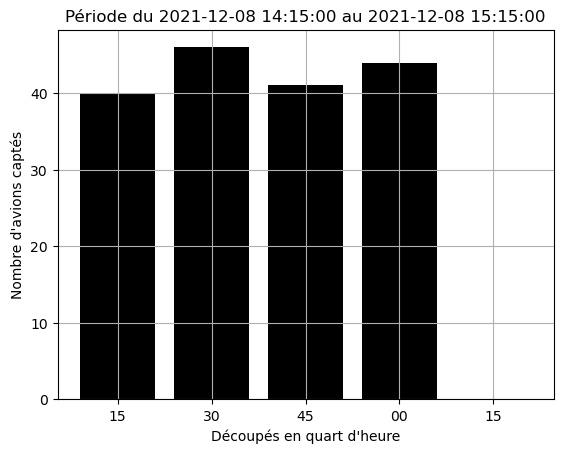 Période du 2021-12-08 14:15:00 au 2021-12-08 15:15:00
Nombre d'avions captés
40
30
20
10
0
15 30 45 00 15
Découpés en quart d'heure